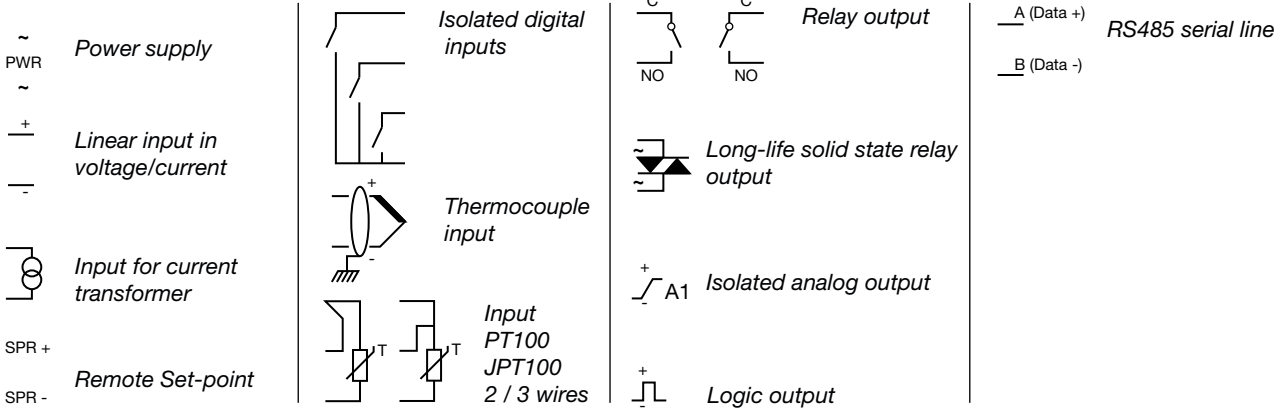 ~
PWR
~
Power supply
+
-
Linear input in
voltage/current
Input for current
transformer
SPR +
SPR -
Remote Set-point
Isolated digital
inputs
+
-
Thermocouple
input
T
T
Input
PT100
JPT100
2 / 3 wires
C
C
NO
NO
Relay output
~
~
Long-life solid state relay
output
+
-
A1
Isolated analog output
+
-
Logic output
A (Data +)
B (Data -)
RS485 serial line